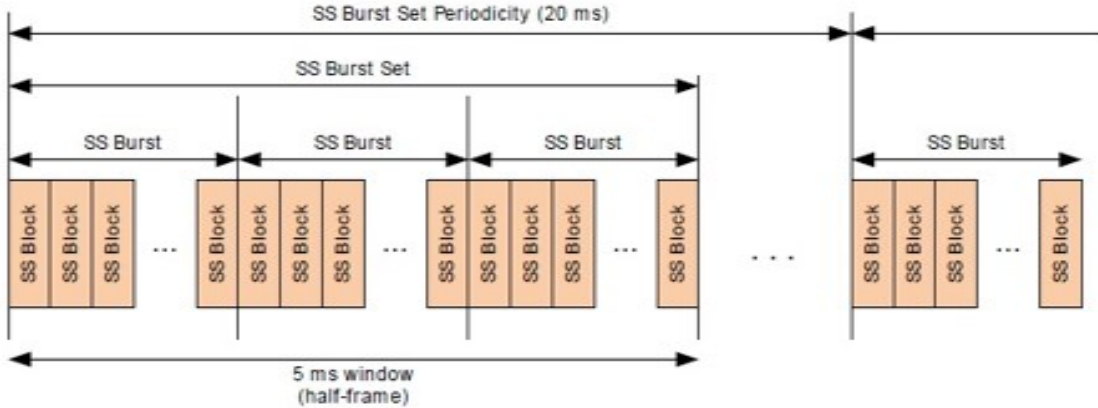 SS Burst Set Periodicity (20 ms)
SS Burst Set
SS Burst SS Burst SS Burst SS Burst
SS Block SS Block SS Block ... SS Block SS Block SS Block SS Block ... SS Block SS Block SS Block SS Block ... SS Block . . . SS Block SS Block SS Block ... SS Block
5 ms window
(half-frame)